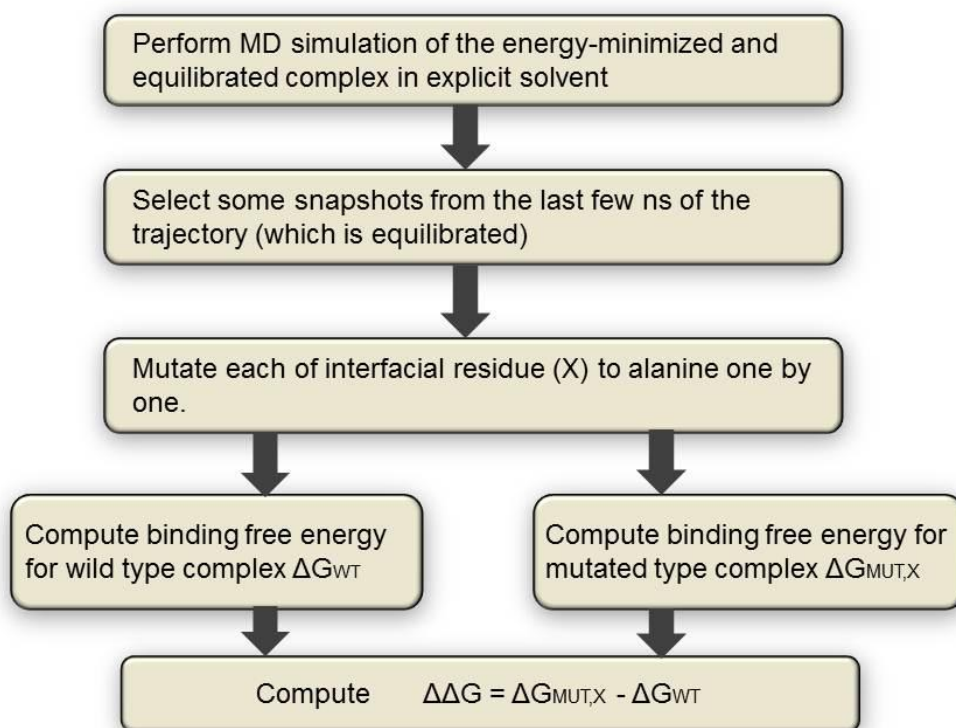 Perform MD simulation of the energy-minimized and
equilibrated complex in explicit solvent
Select some snapshots from the last few ns of the
trajectory (which is equilibrated)
Mutate each of interfacial residue (X) to alanine one by
one.
Compute binding free energy
for wild type complex ΔGWT
Compute binding free energy for
mutated type complex ΔGMUT,X
Compute ΔΔG = ΔGMUT,X - ΔGWT